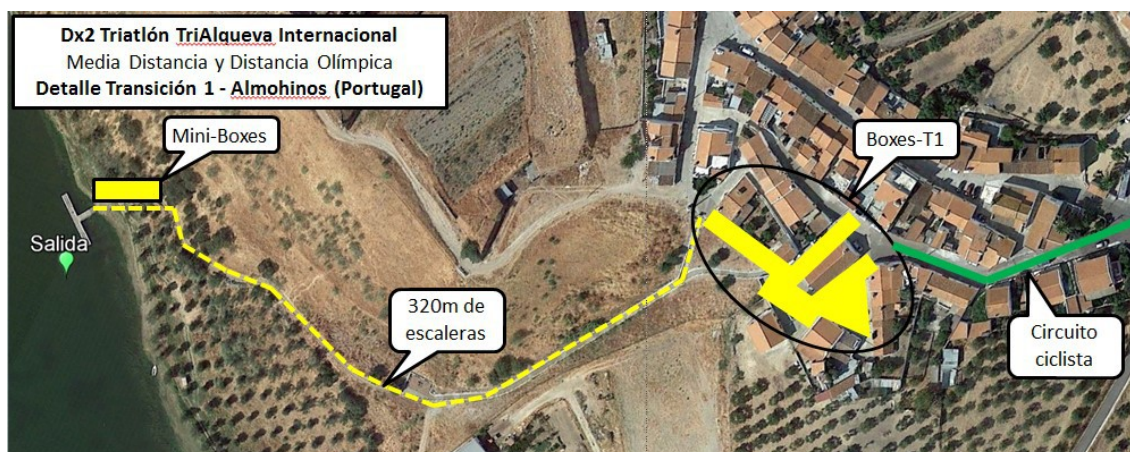 Dx2 Triatlón TriAlqueva Internacional
Media Distancia y Distancia Olímpica
Detalle Transición 1 - Almohinos (Portugal)
Mini-Boxes
Boxes-T1
Salida
320m de
escaleras
Circuito
ciclista